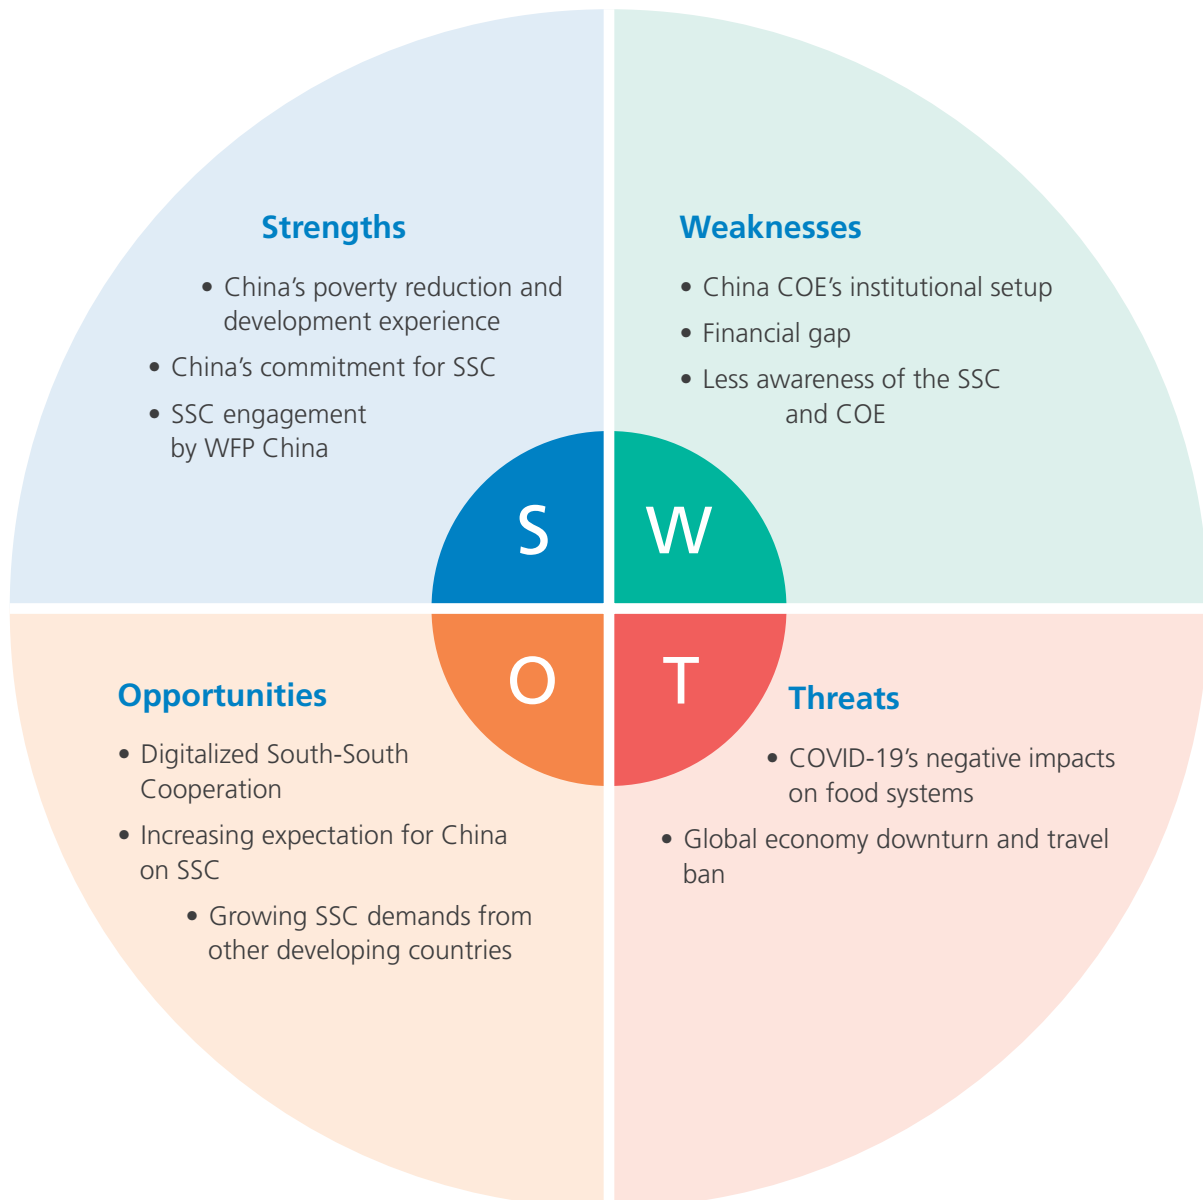 Strengths
• China’s poverty reduction and
development experience
• China’s commitment for SSC
• SSC engagement
by WFP China
Weaknesses
• China COE’s institutional setup
• Financial gap
• Less awareness of the SSC
and COE
S
W
O
T
Opportunities
• Digitalized South-South
Cooperation
• Increasing expectation for China
on SSC
• Growing SSC demands from
other developing countries
Threats
• COVID-19’s negative impacts
on food systems
• Global economy downturn and travel
ban